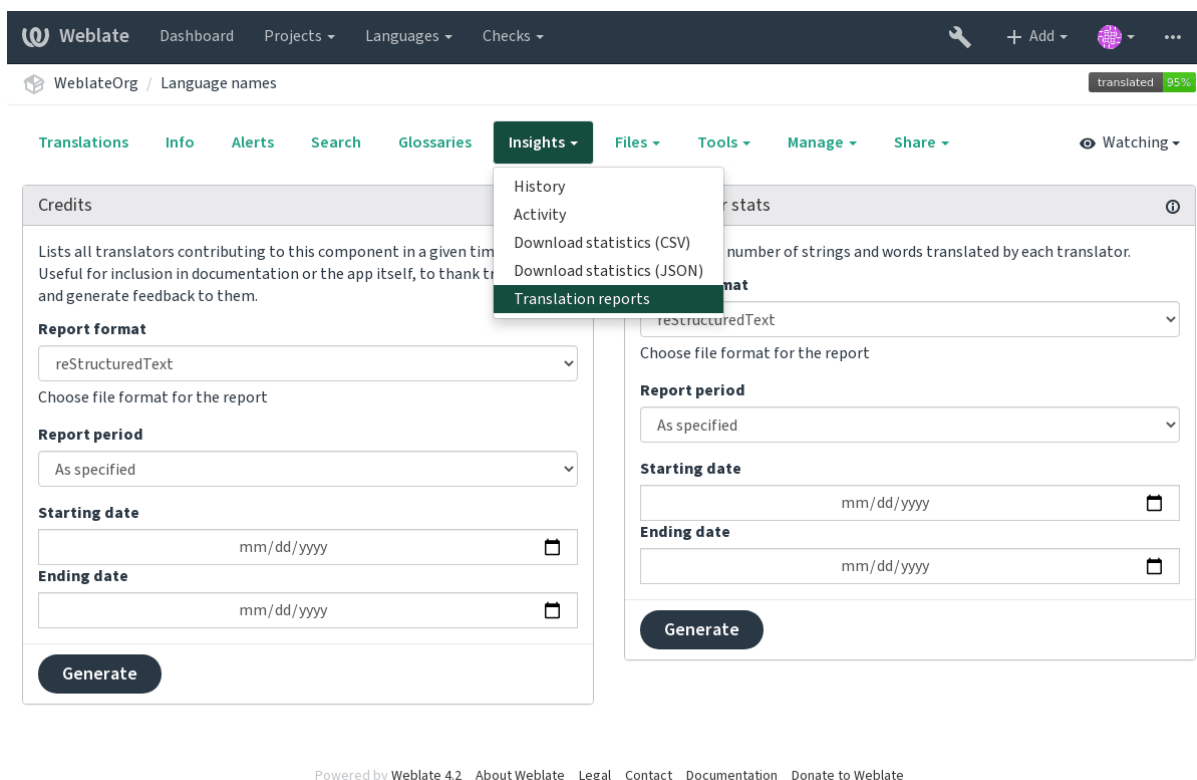 Weblate Dashboard Projects Languages Checks Add
WeblateOrg / Language names translated 95%
Translations Info Alerts Search Glossaries Insights Files Tools Manage Share Watching
History
Activity
Download statistics (CSV)
Download statistics (JSON)
Translation reports
Credits
Lists all translators contributing to this component in a given
Useful for inclusion in documentation or the app itself, to thank
and generate feedback to them.
Report format
reStructuredText
Choose file format for the report
Report period
As specified
Starting date
mm/dd/yyyy
Ending date
mm/dd/yyyy
Generate
stats
number of strings and words translated by each translator.
reStructuredText
Choose file format for the report
Report period
As specified
Starting date
mm/dd/yyyy
Ending date
mm/dd/yyyy
Generate
Powered by Weblate 4.2 About Weblate Legal Contact Documentation Donate to Weblate